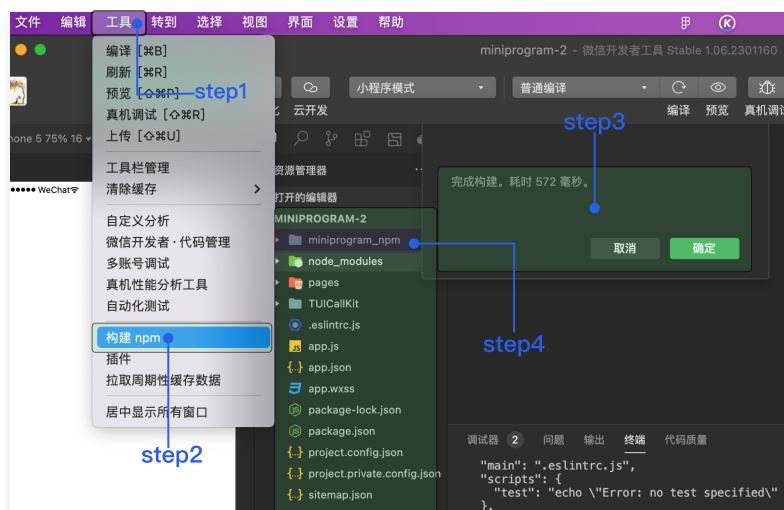 文件 编辑 工具 转到 选择 视图 界面 设置 帮助
miniprogram-2 - 微信开发者工具 Stable 1.06.2301160
编译 [⌘B]
刷新 [⌘R]
预览 [⇧⌘P]
真机调试 [⇧⌘R]
上传 [⇧⌘U]
工具栏管理
清除缓存
自定义分析
微信开发者·代码管理
多账号调试
真机性能分析工具
自动化测试
构建 npm
插件
拉取周期性缓存数据
居中显示所有窗口
step1
step2
step3
step4
小程序模式 普通编译
云开发 编译 预览 真机调试
hone 5 75% 16
WeChat
资源管理器
打开的编辑器
MINIPROGRAM-2
miniprogram_npm
node_modules
pages
TUICallKit
.eslintrc.js
JS app.js
{..} app.json
app.wxss
package-lock.json
package.json
{..} project.config.json
{..} project.private.config.json
{..} sitemap.json
完成构建。耗时 572 毫秒。
取消 确定
调试器 2 问题 输出 终端 代码质量
"main": ".eslintrc.js",
"scripts": {
"test": "echo \"Error: no test specified\"
},